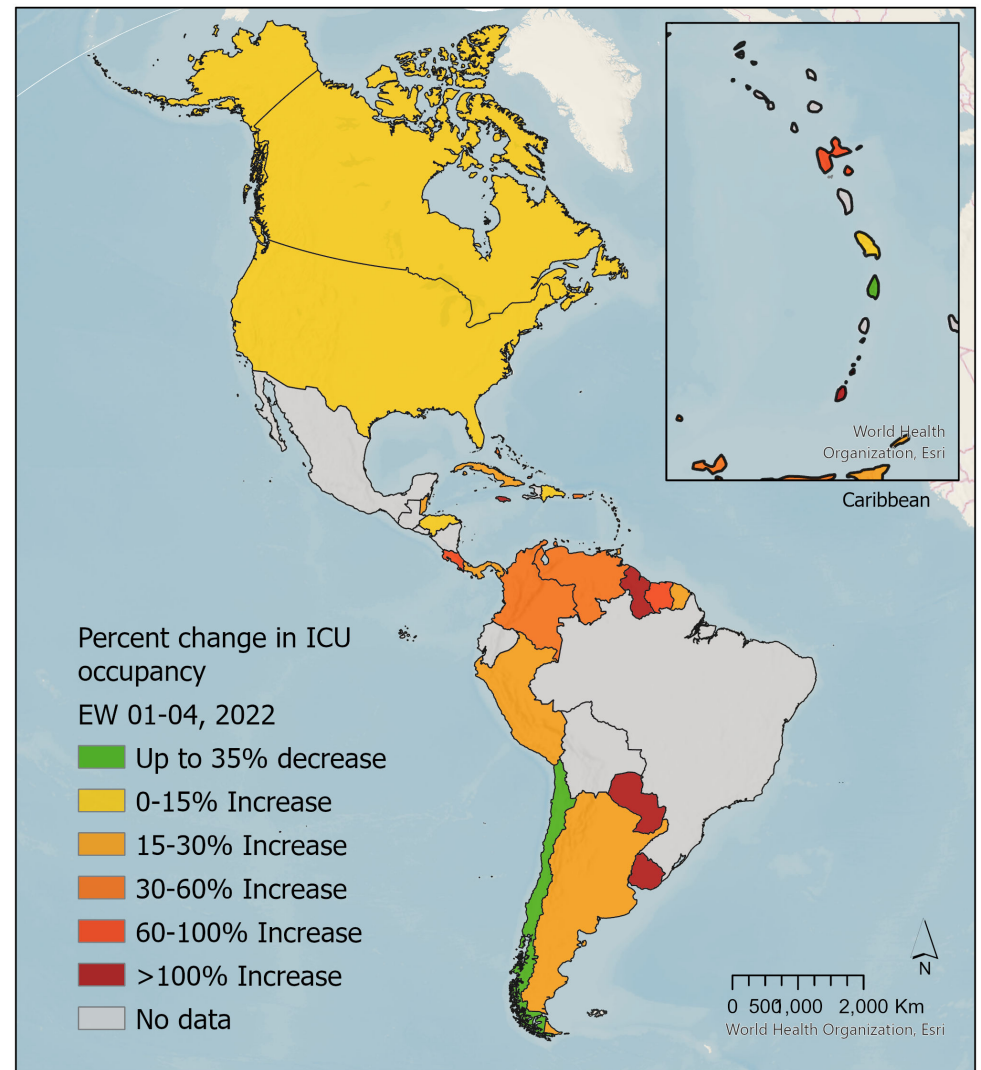 World Health
Organization, Esri
Caribbean
Percent change in ICU
occupancy
EW 01-04, 2022
Up to 35% decrease
0-15% Increase
15-30% Increase
30-60% Increase
60-100% Increase
>100% Increase
No data
N
0 500 1,000 2,000 Km
World Health Organization, Esri